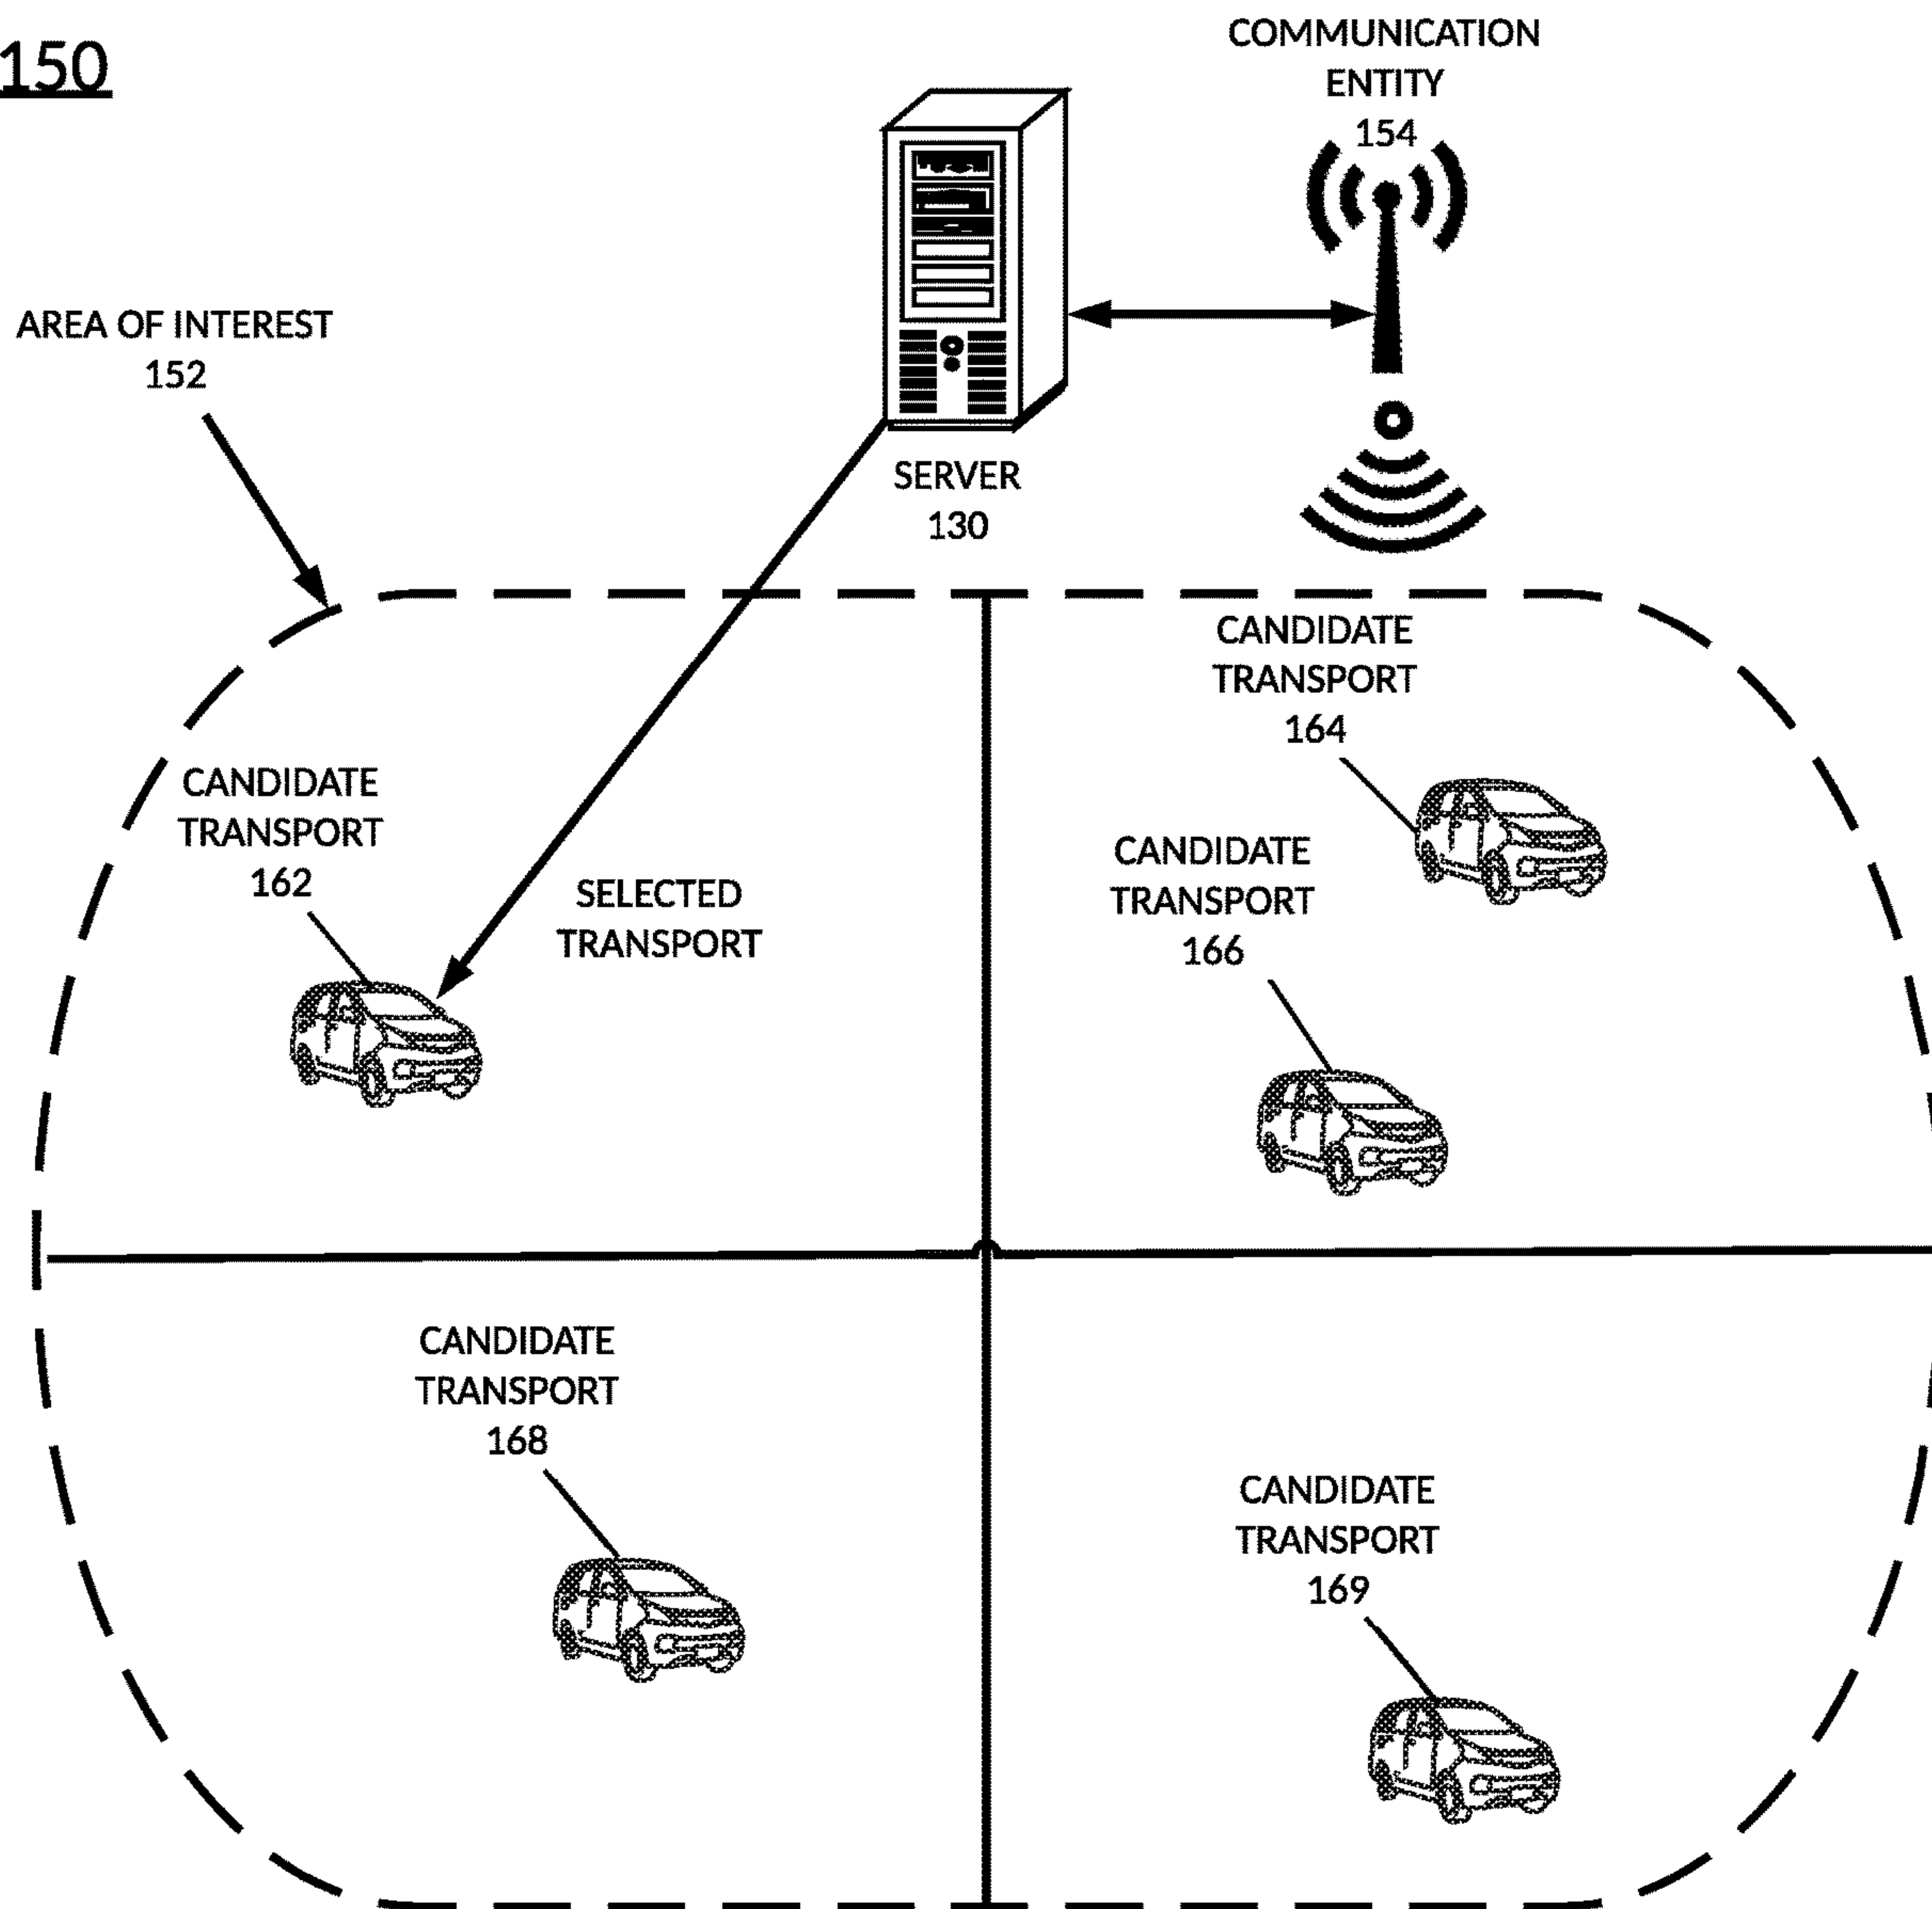 150
COMMUNICATION
ENTITY
154
AREA OF INTEREST
152
SERVER
130
CANDIDATE
TRANSPORT
164
CANDIDATE
TRANSPORT
162
SELECTED
TRANSPORT
CANDIDATE
TRANSPORT
166
CANDIDATE
TRANSPORT
168
CANDIDATE
TRANSPORT
169